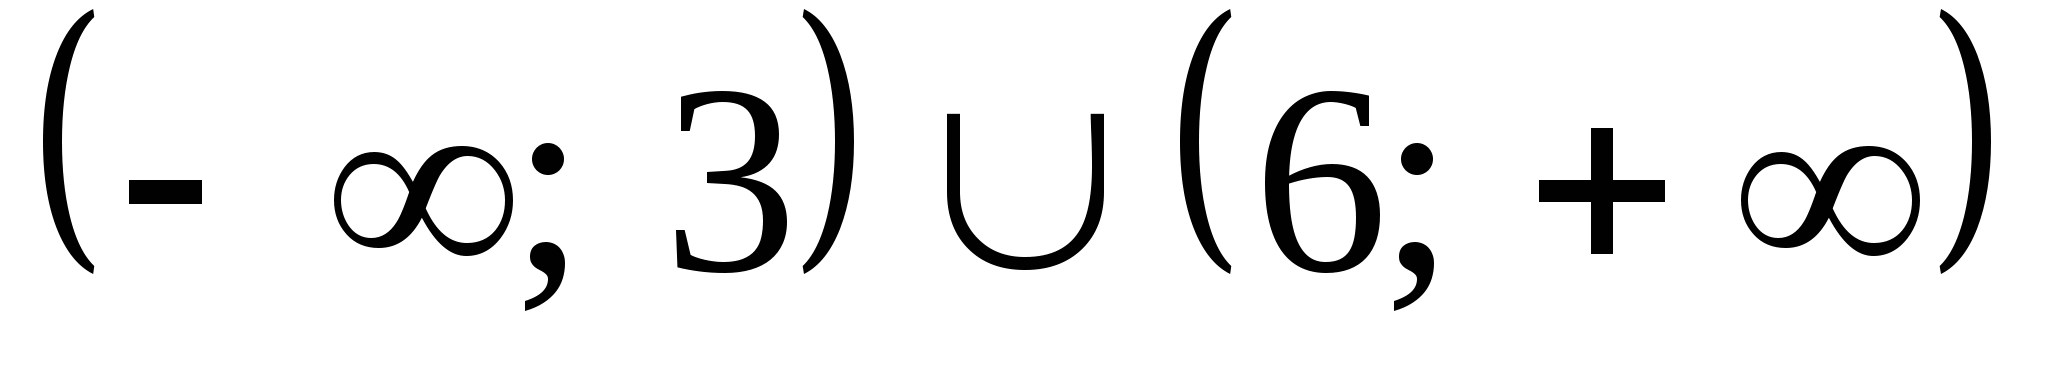 (- ∞; 3) ∪ (6; + ∞)